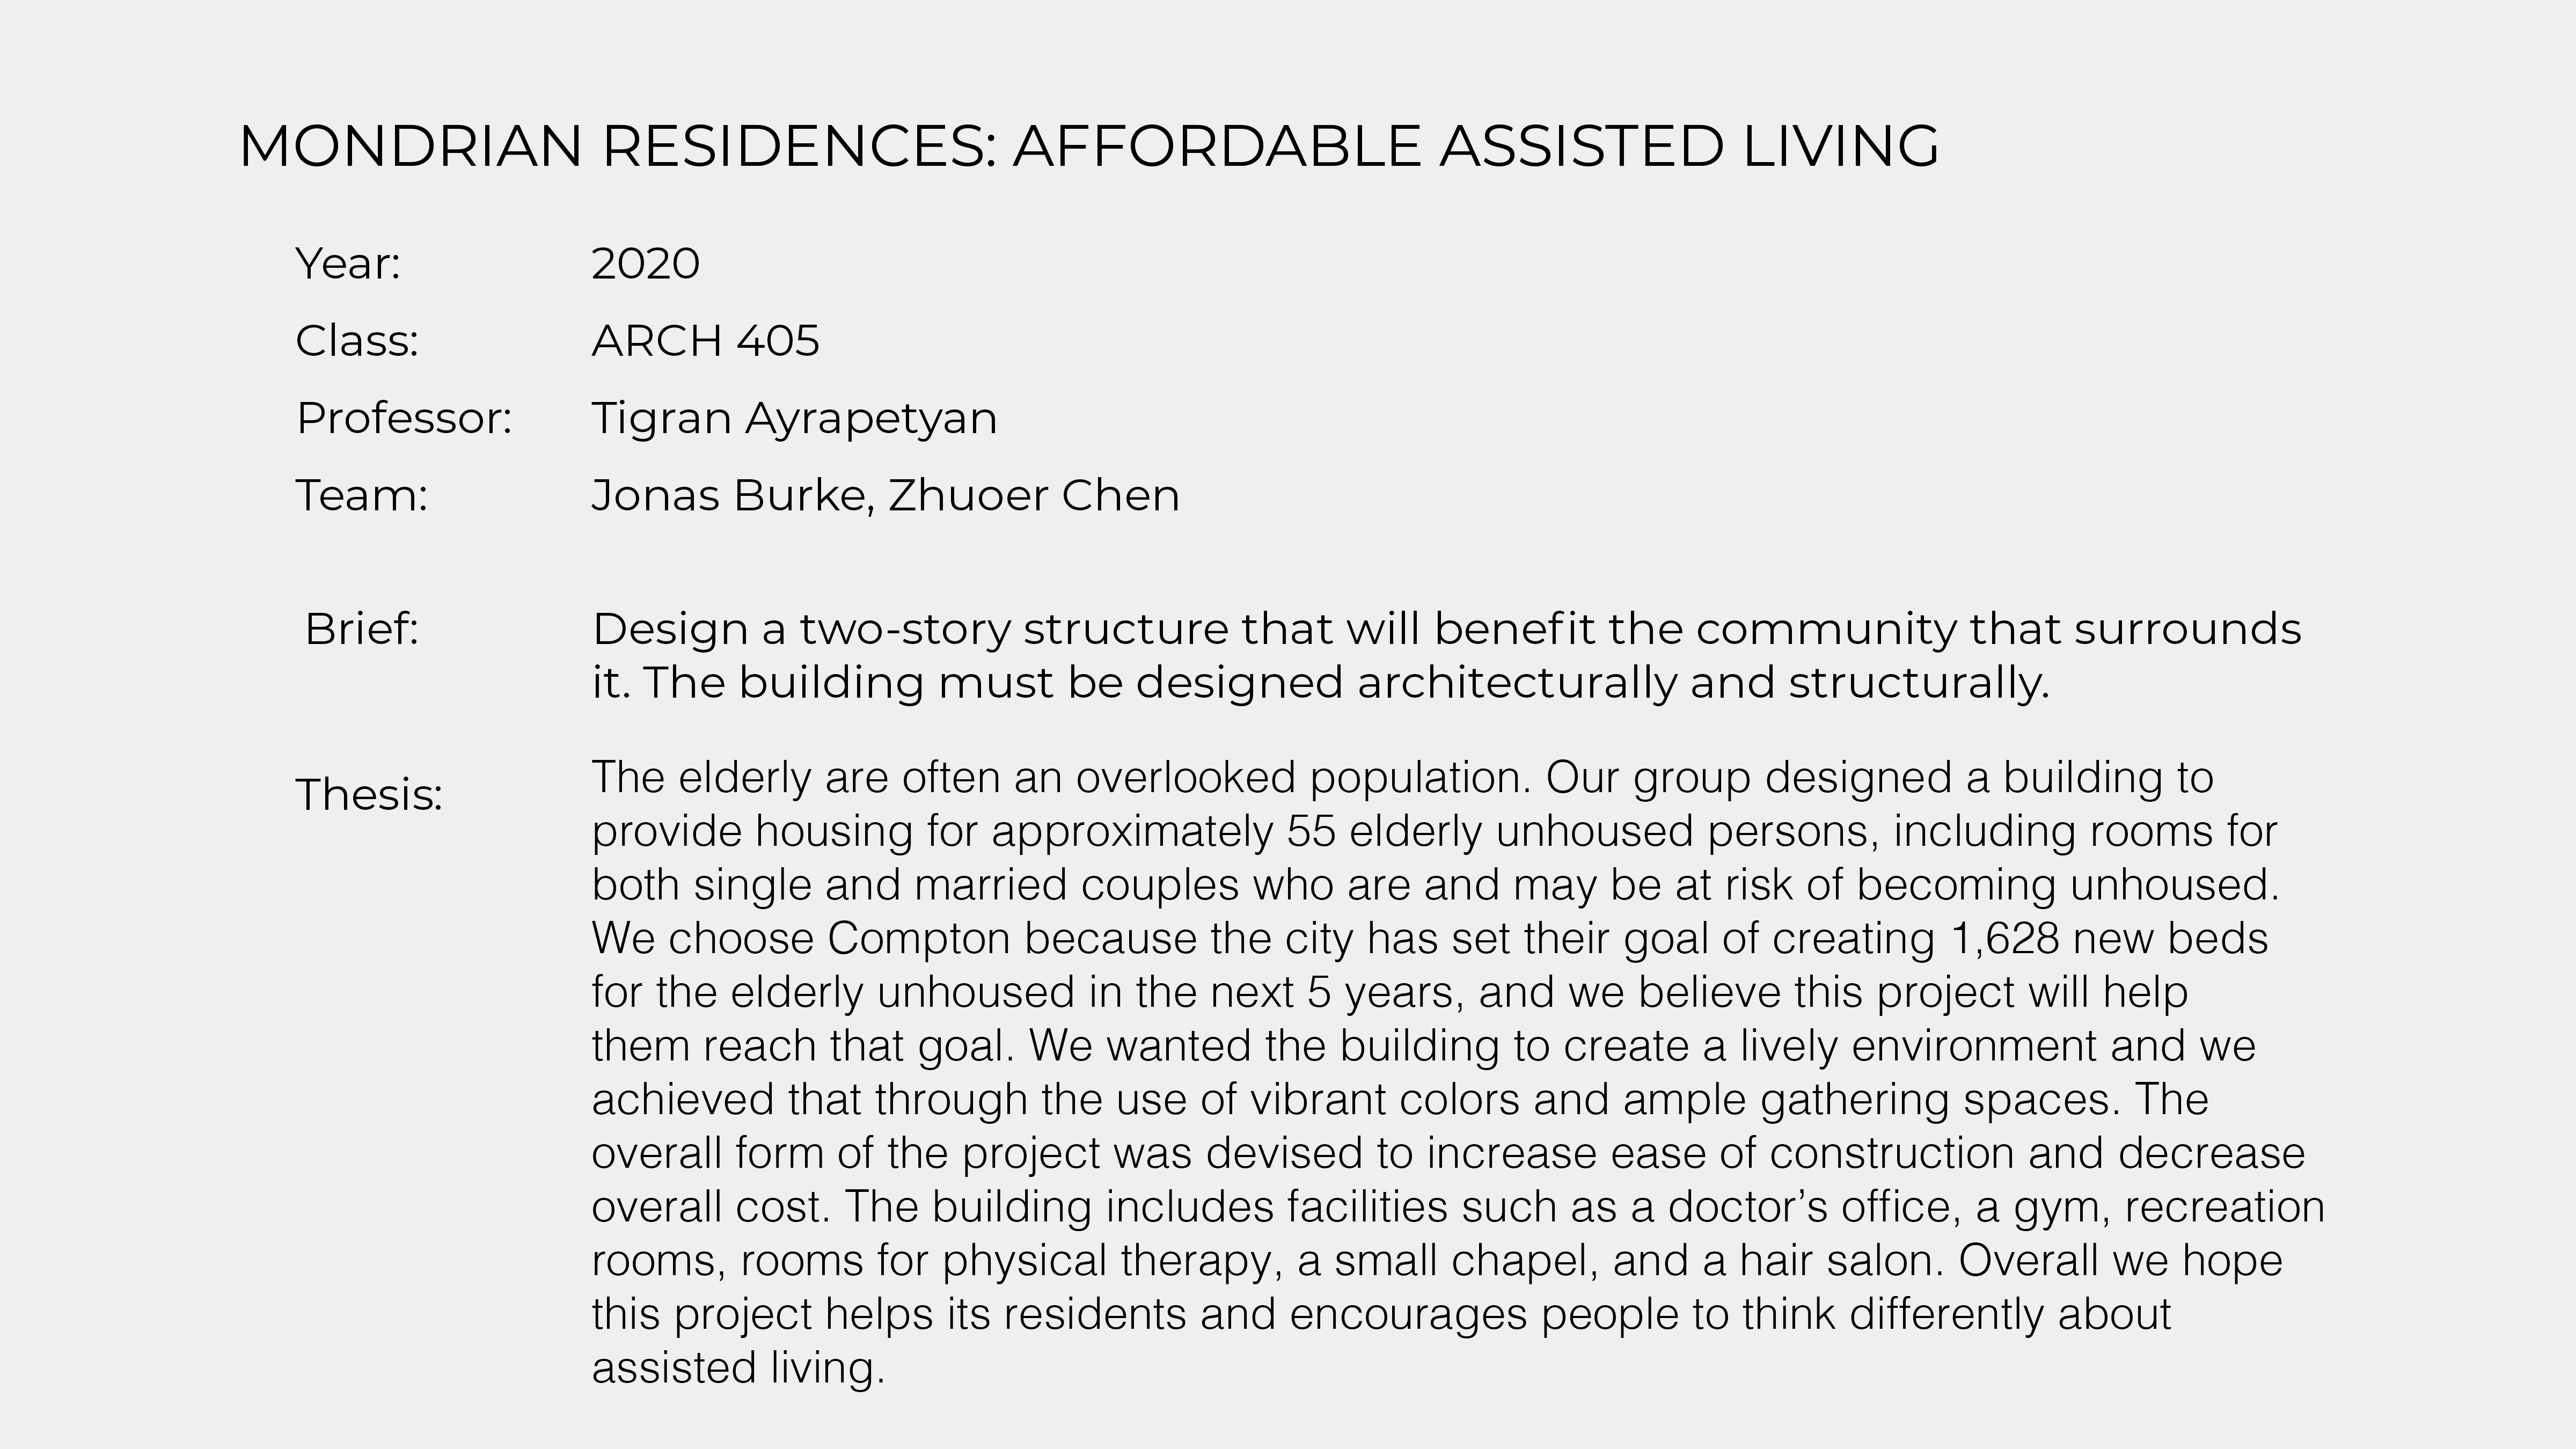 MONDRIAN RESIDENCES: AFFORDABLE ASSISTED LIVING
Year: 2020
Class: ARCH 405
Professor: Tigran Ayrapetyan
Team: Jonas Burke, Zhuoer Chen
Brief: Design a two-story structure that will benefit the community that surrounds
it. The building must be designed architecturally and structurally.
Thesis: The elderly are often an overlooked population. Our group designed a building to
provide housing for approximately 55 elderly unhoused persons, including rooms for
both single and married couples who are and may be at risk of becoming unhoused.
We choose Compton because the city has set their goal of creating 1,628 new beds
for the elderly unhoused in the next 5 years, and we believe this project will help
them reach that goal. We wanted the building to create a lively environment and we
achieved that through the use of vibrant colors and ample gathering spaces. The
overall form of the project was devised to increase ease of construction and decrease
overall cost. The building includes facilities such as a doctor’s office, a gym, recreation
rooms, rooms for physical therapy, a small chapel, and a hair salon. Overall we hope
this project helps its residents and encourages people to think differently about
assisted living.